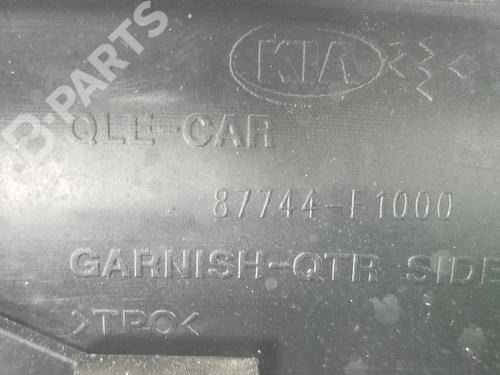 B-PARTS
KIA
QLE-CAR
87744-F1000
GARNISH-QTR SIDE
>TPO<